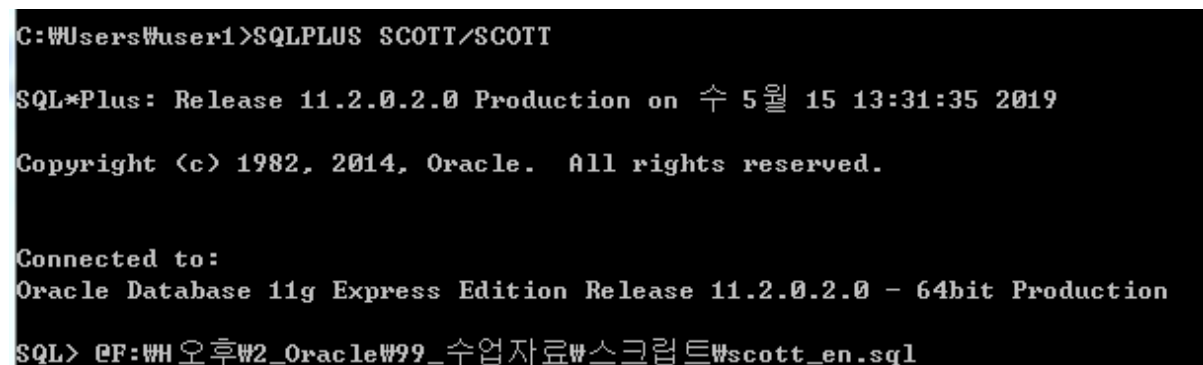 C:₩Users₩user1>SQLPLUS SCOTT/SCOTT
SQL*Plus: Release 11.2.0.2.0 Production on 수 5월 15 13:31:35 2019
Copyright (c) 1982, 2014, Oracle.  All rights reserved.
Connected to:
Oracle Database 11g Express Edition Release 11.2.0.2.0 - 64bit Production
SQL> @F:₩H오후₩2_Oracle₩99_수업자료₩스크립트₩scott_en.sql